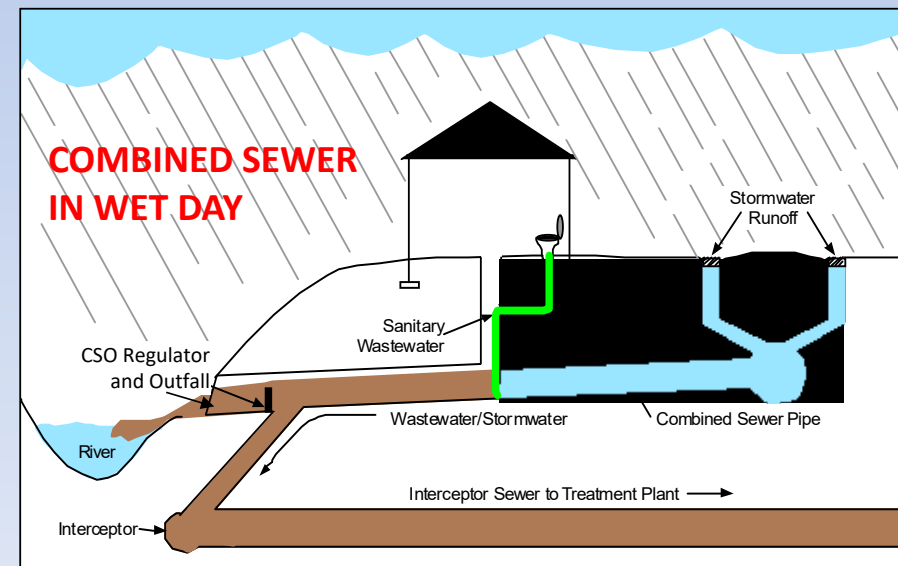 COMBINED SEWER
IN WET DAY
Stormwater
Runoff
Sanitary
Wastewater
CSO Regulator
and Outfall
Wastewater/Stormwater
Combined Sewer Pipe
River
Interceptor Sewer to Treatment Plant
Interceptor